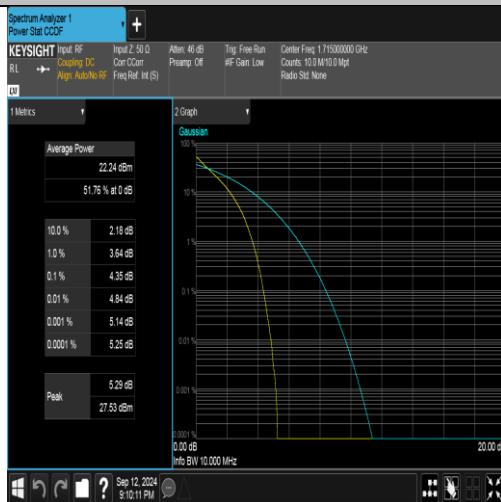 Spectrum Analyzer 1
Power Stat CCDF
+
KEYSIGHT Input: RF Input Z: 50 Ω Atten: 46 dB Trig: Free Run Center Freq: 1.715000000 GHz
RL Coupling: DC Corr CCorr Preamp: Off #IF Gain: Low Counts: 10.0 M/10.0 Mpt
Align: Auto/No RF Freq Ref: Int (S) Radio Std: None
LXI
1 Metrics
Average Power
22.24 dBm
51.76 % at 0 dB
10.0 % 2.18 dB
1.0 % 3.64 dB
0.1 % 4.35 dB
0.01 % 4.84 dB
0.001 % 5.14 dB
0.0001 % 5.25 dB
Peak 5.29 dB
27.53 dBm
2 Graph
Gaussian
100 %
10 %
1 %
0.1 %
0.01 %
0.001 %
0.0001 %
0.00 dB 20.00 d
Info BW 10.000 MHz
? Sep 12, 2024
9:10:11 PM